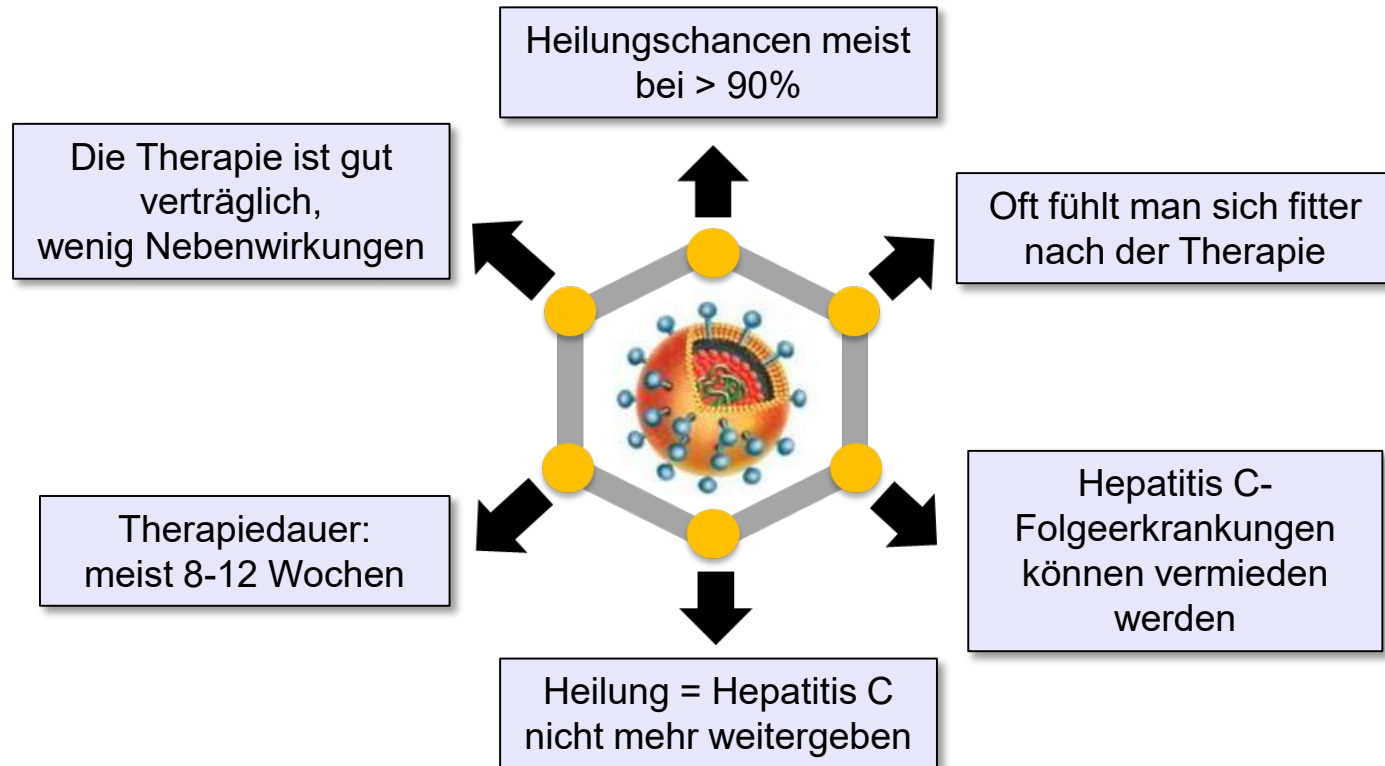 Heilungschancen meist
bei > 90%
Die Therapie ist gut
verträglich,
wenig Nebenwirkungen
Oft fühlt man sich fitter
nach der Therapie
Therapiedauer:
meist 8-12 Wochen
Hepatitis C-
Folgeerkrankungen
können vermieden
werden
Heilung = Hepatitis C
nicht mehr weitergeben